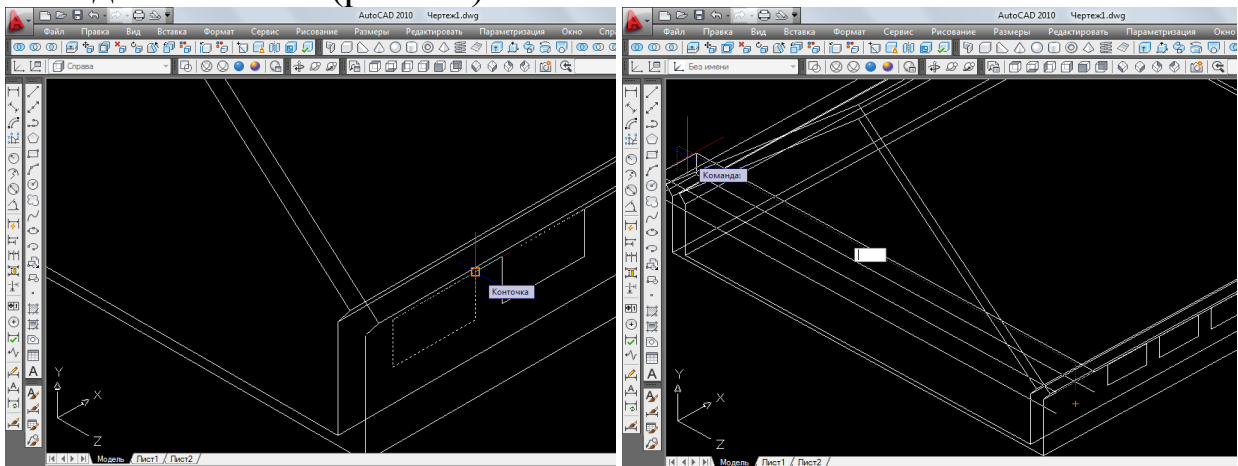 AutoCAD 2010 Чертеж1.dwg
Файл Правка Вид Вставка Формат Сервис Рисование Размеры Редактировать Параметризация Окно Спра
Справа
Конточка
Y
X
Z
Модель Лист1 Лист2
AutoCAD 2010 Чертеж1.dwg
Файл Правка Вид Вставка Формат Сервис Рисование Размеры Редактировать Параметризация Окно
Без имени
Команда:
Y
X
Z
Модель Лист1 Лист2